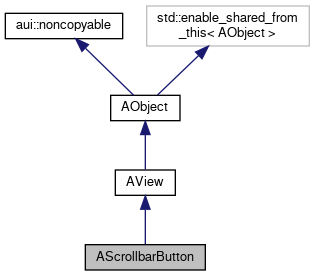 aui::noncopyable
std::enable_shared_from
_this< AObject >
AObject
AView
AScrollbarButton